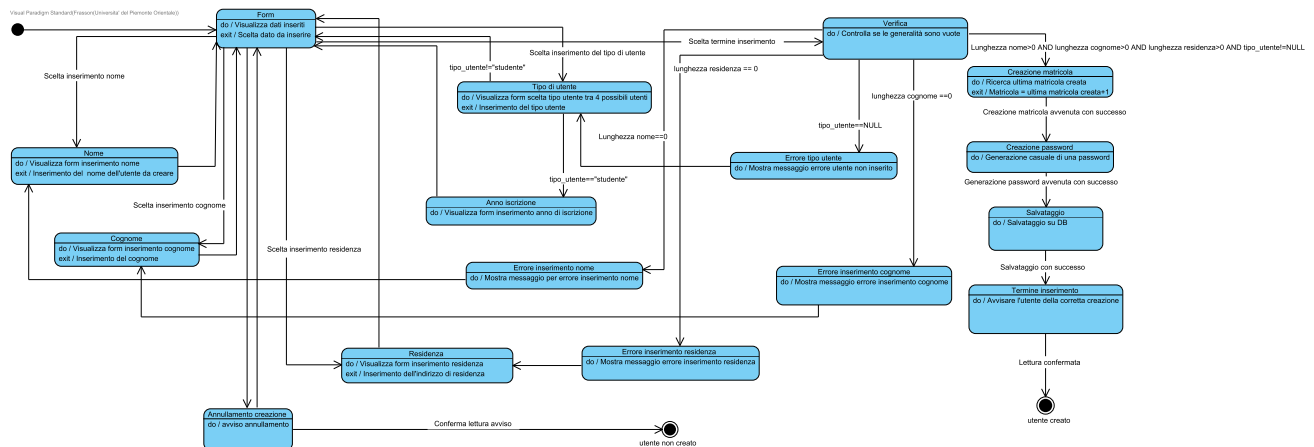 Visual Paradigm Standard(Frasson(Universita' del Piemonte Orientale))
Form
do / Visualizza dati inseriti
exit / Scelta dato da inserire
Verifica
do / Controlla se le generalità sono vuote
Scelta termine inserimento
Lunghezza nome>0 AND lunghezza cognome>0 AND lunghezza residenza>0 AND tipo_utente!=NULL
Scelta inserimento del tipo di utente
tipo_utente!="studente"
lunghezza residenza == 0
Scelta inserimento nome
Creazione matricola
do / Ricerca ultima matricola creata
exit / Matricola = ultima matricola creata+1
Tipo di utente
do / Visualizza form scelta tipo utente tra 4 possibili utenti
exit / Inserimento del tipo utente
lunghezza cognome ==0
Creazione matricola avvenuta con successo
tipo_utente==NULL
Lunghezza nome==0
Creazione password
do / Generazione casuale di una password
Nome
do / Visualizza form inserimento nome
exit / Inserimento del nome dell'utente da creare
Errore tipo utente
do / Mostra messaggio errore utente non inserito
tipo_utente=="studente"
Generazione password avvenuta con successo
Anno iscrizione
do / Visualizza form inserimento anno di iscrizione
Scelta inserimento cognome
Salvataggio
do / Salvataggio su DB
Cognome
do / Visualizza form inserimento cognome
exit / Inserimento del cognome
Scelta inserimento residenza
Salvataggio con successo
Errore inserimento nome
do / Mostra messaggio per errore inserimento nome
Errore inserimento cognome
do / Mostra messaggio errore inserimento cognome
Termine inserimento
do / Avvisare l'utente della corretta creazione
Residenza
do / Visualizza form inserimento residenza
exit / Inserimento dell'indirizzo di residenza
Errore inserimento residenza
do / Mostra messaggio errore inserimento residenza
Lettura confermata
Annullamento creazione
do / avviso annullamento
Conferma lettura avviso
utente creato
utente non creato